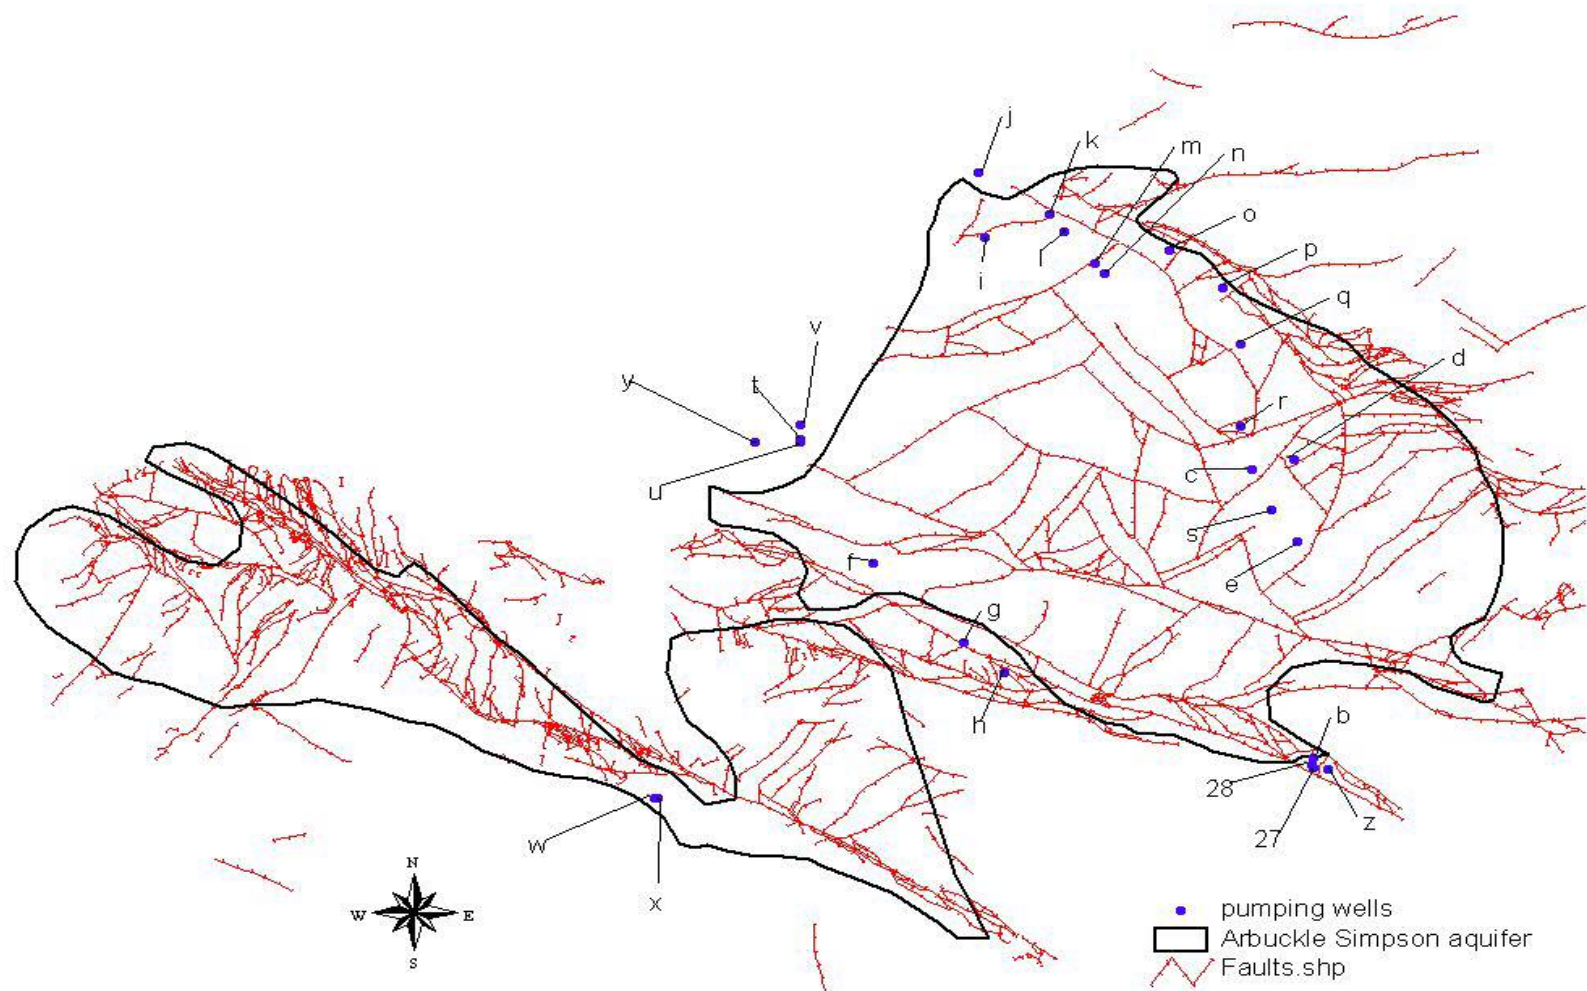 j
k
m
n
o
l
i
p
q
v
y
t
d
r
c
u
s
f
e
g
h
b
28
z
27
w
x
N
W E
S
pumping wells
Arbuckle Simpson aquifer
Faults.shp